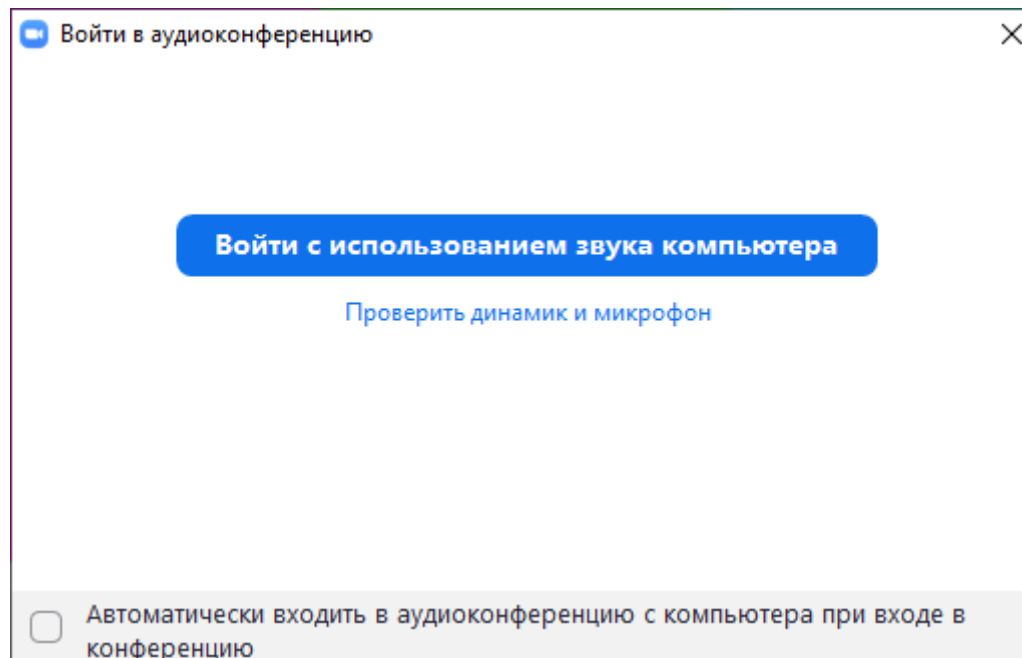 Войти в аудиоконференцию
Войти с использованием звука компьютера
Проверить динамик и микрофон
Автоматически входить в аудиоконференцию с компьютера при входе в
конференцию